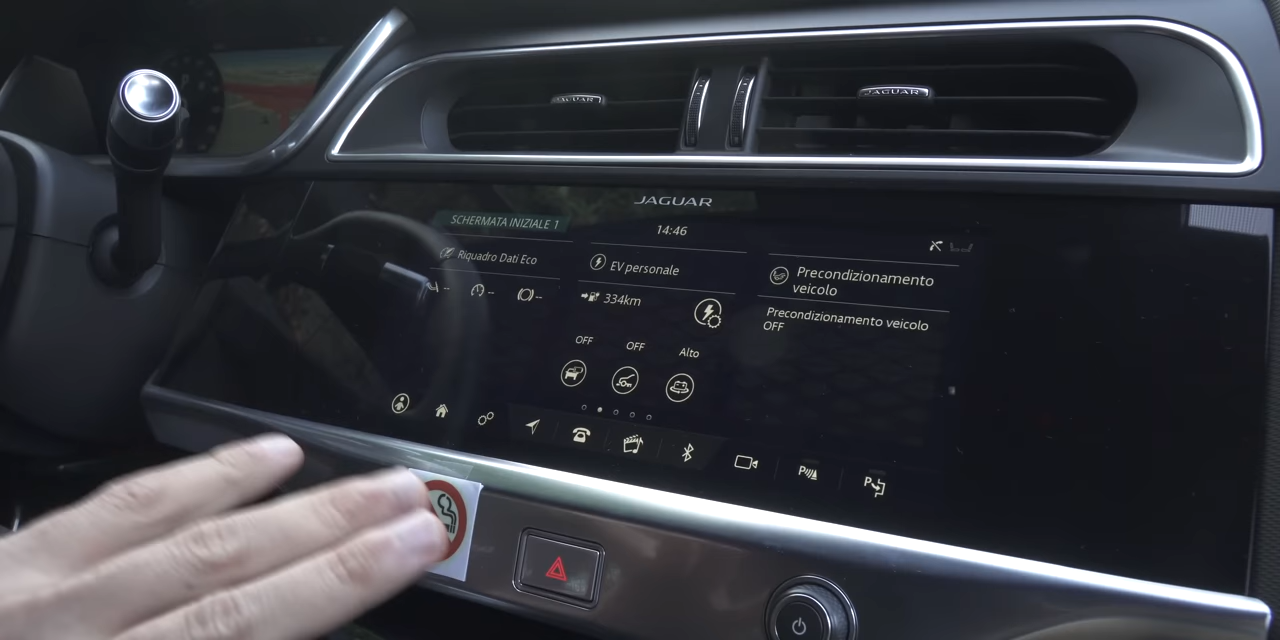 JAGUAR
JAGUAR
JAGUAR
SCHERMATA INIZIALE 1
14:46
Riquadro Dati Eco
-- -- --
EV personale
334km
OFF OFF Alto
Precondizionamento
veicolo
Precondizionamento veicolo
OFF
P
P